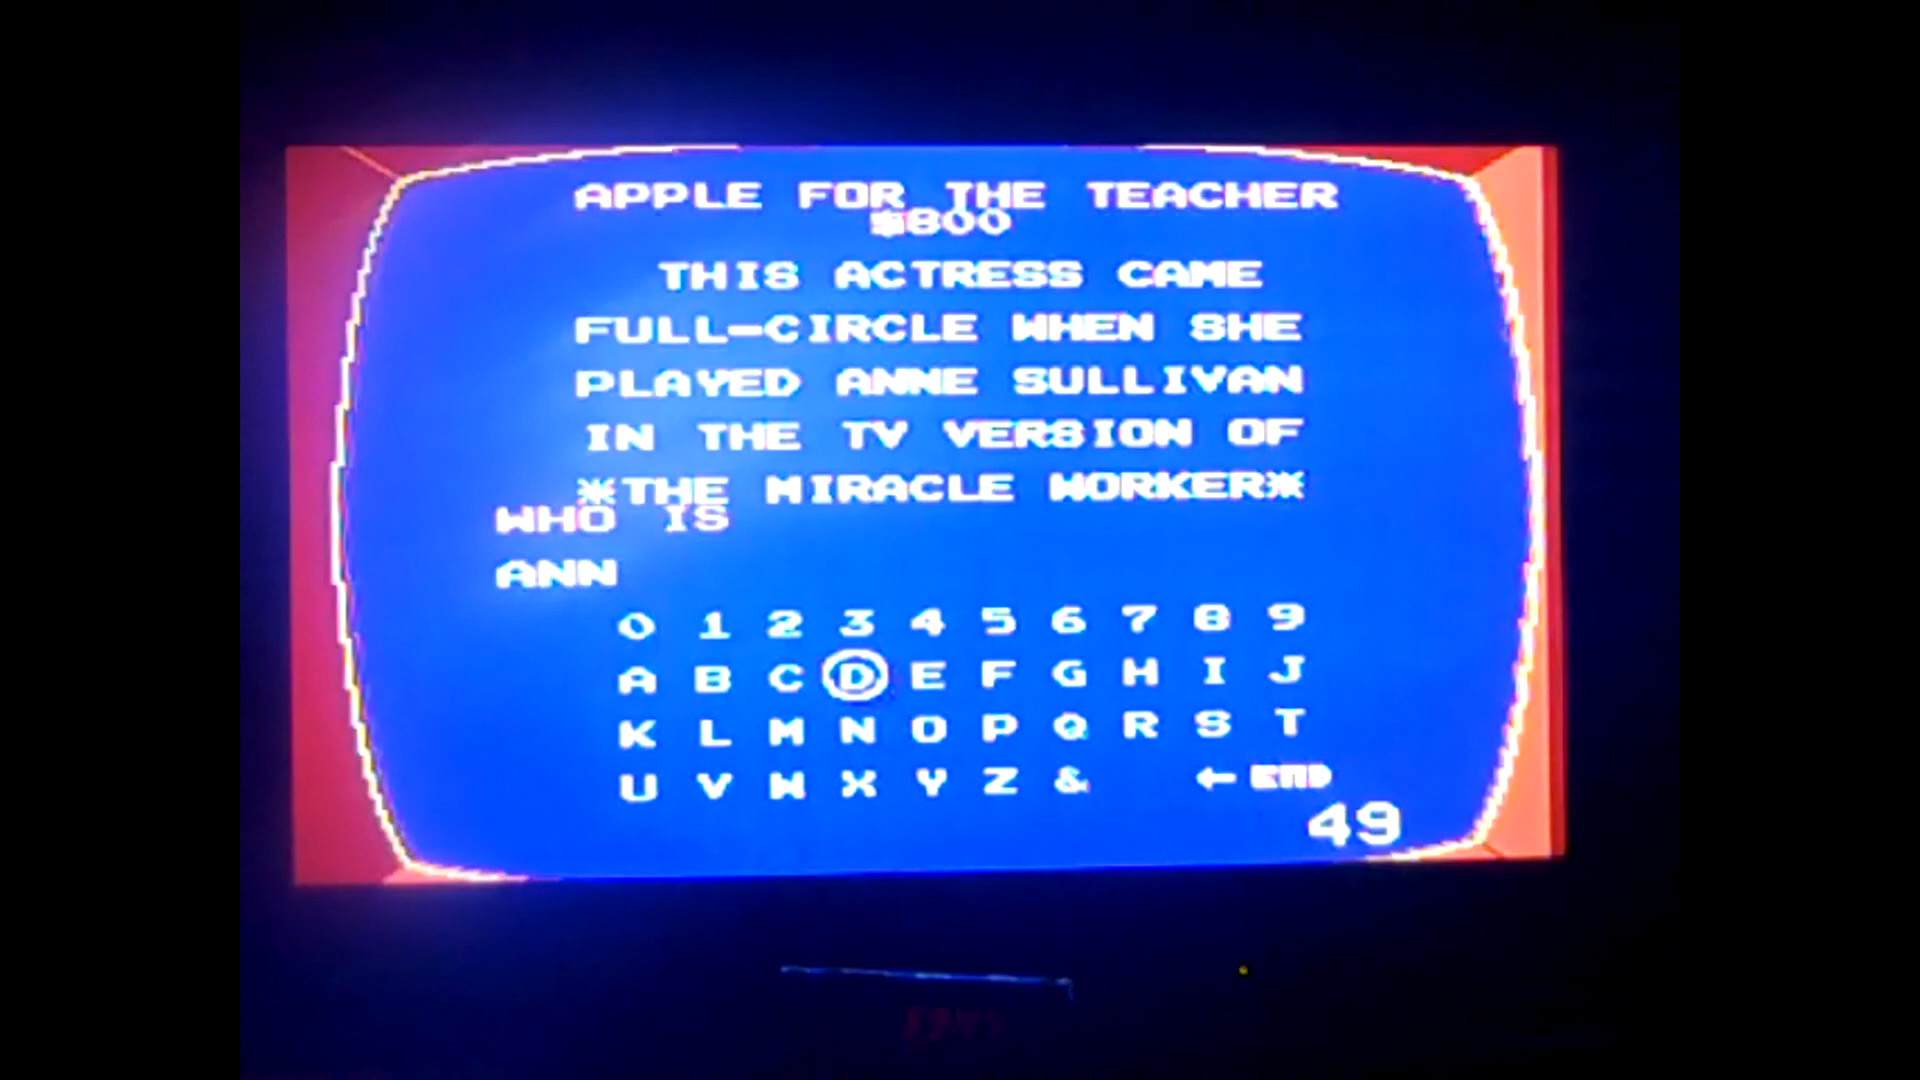 APPLE FOR THE TEACHER
$800
THIS ACTRESS CAME
FULL-CIRCLE WHEN SHE
PLAYED ANNE SULLIVAN
IN THE TV VERSION OF
*THE MIRACLE WORKER*
WHO IS
ANN
0 1 2 3 4 5 6 7 8 9
A B C D E F G H I J
K L M N O P Q R S T
U V W X Y Z & ← END
49